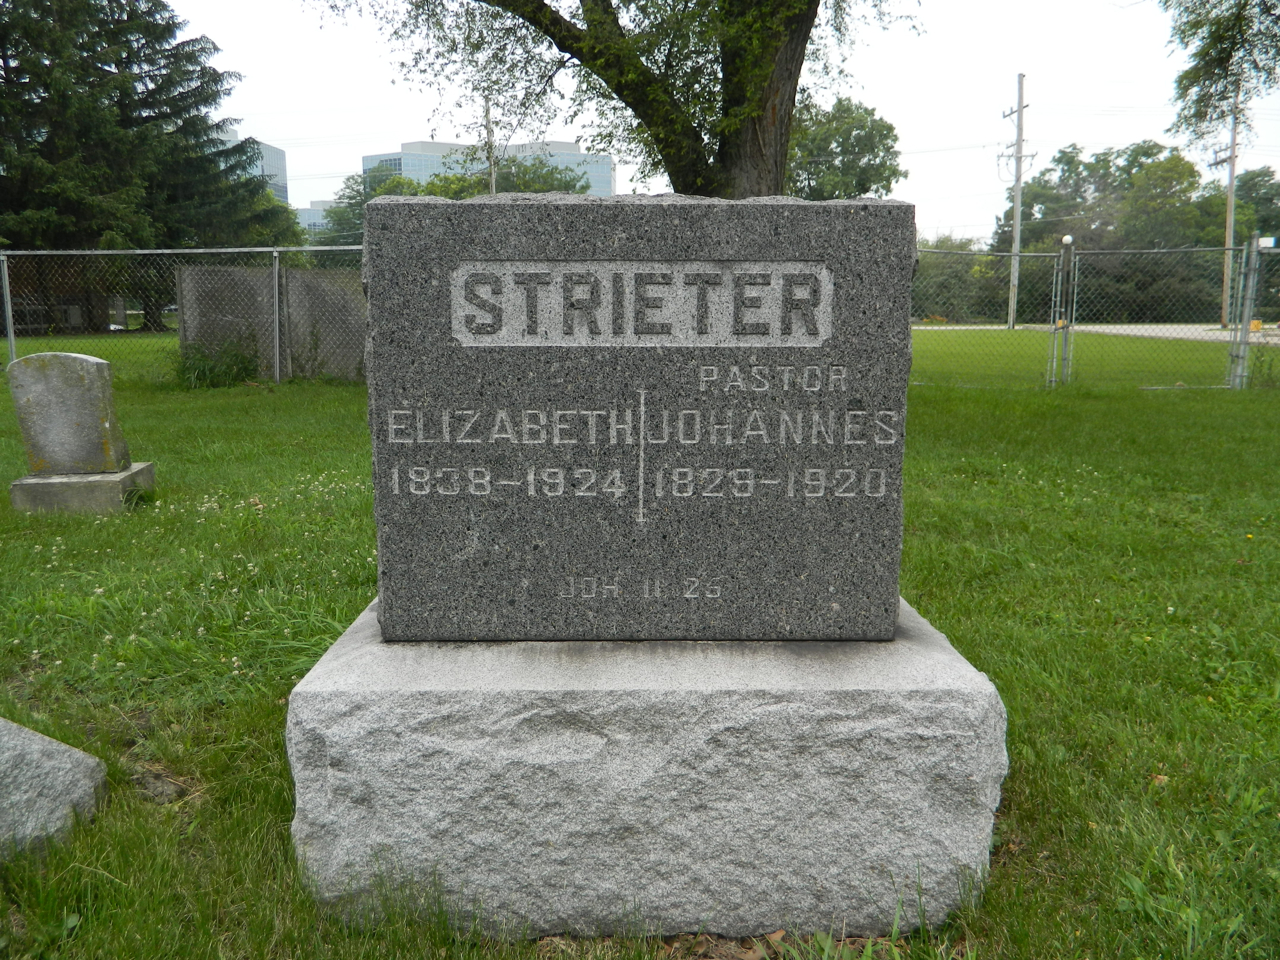 STRIETER
PASTOR
ELIZABETH JOHANNES
1838-1924 1829-1920
JOH 11 25